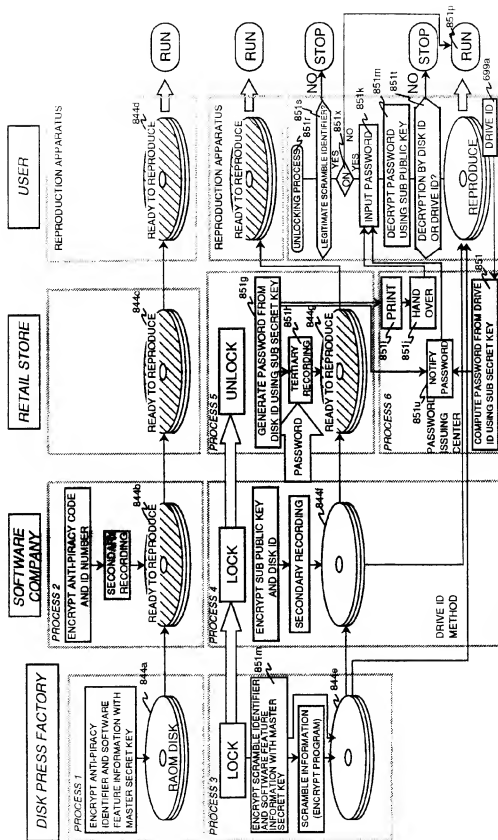 DISK PRESS FACTORY
SOFTWARE
COMPANY
RETAIL STORE
USER
PROCESS 1
ENCRYPT ANTI-PIRACY
IDENTIFIER AND SOFTWARE
FEATURE INFORMATION WITH
MASTER SECRET KEY
844a
RAOM DISK
PROCESS 2
ENCRYPT ANTI-PIRACY CODE
AND ID NUMBER
SECONDARY
RECORDING
844b
READY TO REPRODUCE
844c
READY TO REPRODUCE
REPRODUCTION APPARATUS
844d
READY TO REPRODUCE
RUN
PROCESS 3
LOCK
851m
ENCRYPT SCRAMBLE IDENTIFIER
AND SOFTWARE FEATURE
INFORMATION WITH MASTER
SECRET KEY
SCRAMBLE INFORMATION
(ENCRYPT PROGRAM)
844e
PROCESS 4
LOCK
ENCRYPT SUB PUBLIC KEY
AND DISK ID
SECONDARY RECORDING
844f
DRIVE ID
METHOD
PROCESS 5
UNLOCK
851g
GENERATE PASSWORD FROM
DISK ID USING SUB SECRET KEY
851f
TERTIARY
RECORDING
PASSWORD
844g
READY TO REPRODUCE
REPRODUCTION APPARATUS
READY TO REPRODUCE
RUN
PROCESS 6
PRINT
851j
HAND
OVER
851j
851u
NOTIFY
PASSWORD
PASSWORD
ISSUING
CENTER
851
COMPUTE PASSWORD FROM DRIVE
ID USING SUB SECRET KEY
UNLOCKING PROCESS
851s
851r
LEGITIMATE SCRAMBLE IDENTIFIER?
NO
STOP
YES
851x
ON
NO
YES
851k
INPUT PASSWORD
851m
DECRYPT PASSWORD
USING SUB PUBLIC KEY
851t
DECRYPTION BY DISK ID
OR DRIVE ID?
NO
STOP
851p
RUN
REPRODUCE
DRIVE ID
699a